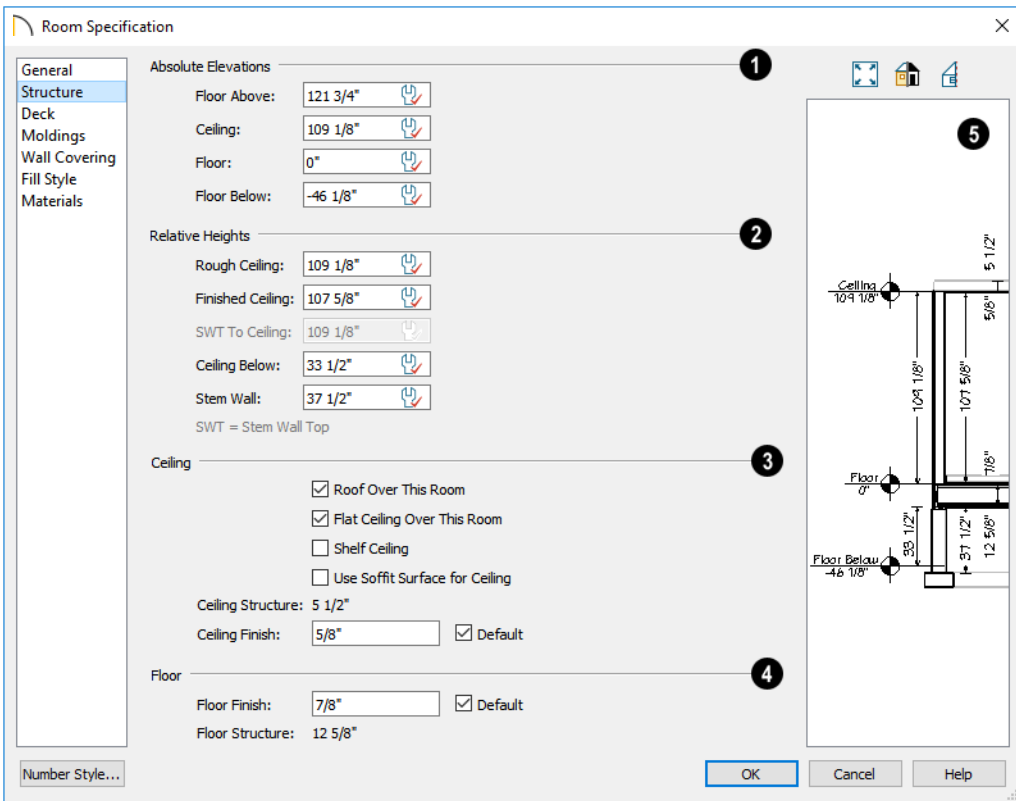 Room Specification
General
Structure
Deck
Moldings
Wall Covering
Fill Style
Materials
Absolute Elevations
1
Floor Above: 121 3/4"
Ceiling: 109 1/8"
Floor: 0"
Floor Below: -46 1/8"
Relative Heights
2
Rough Ceiling: 109 1/8"
Finished Ceiling: 107 5/8"
SWT To Ceiling: 109 1/8"
Ceiling Below: 33 1/2"
Stem Wall: 37 1/2"
SWT = Stem Wall Top
Ceiling
3
Roof Over This Room
Flat Ceiling Over This Room
Shelf Ceiling
Use Soffit Surface for Ceiling
Ceiling Structure: 5 1/2"
Ceiling Finish: 5/8" Default
Floor
4
Floor Finish: 7/8" Default
Floor Structure: 12 5/8"
5
5 1/2"
Ceiling
109 1/8"
5/8"
109 1/8"
107 5/8"
7/8"
Floor
0"
33 1/2"
37 1/2"
12 5/8"
Floor Below
-46 1/8"
Number Style...
OK
Cancel
Help